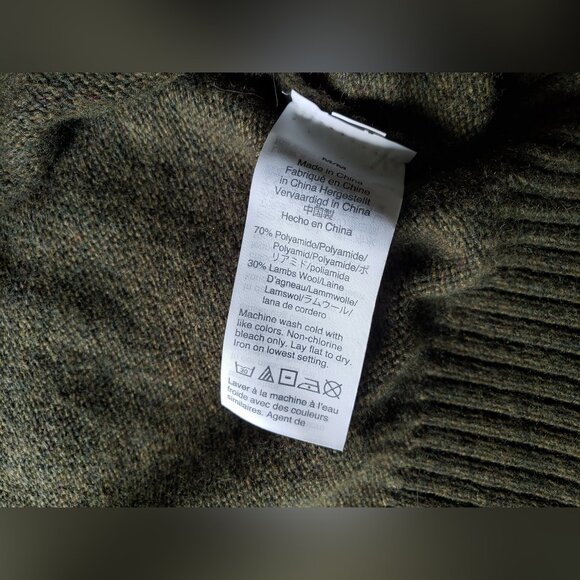 M/M
Made in China
Fabriqué en Chine
in China Hergestellt
Vervaardigd in China
中国製
Hecho en China
70% Polyamide/Polyamide/
Polyamid/Polyamide/ポ
リアミド/poliamida
30% Lambs Wool/Laine
D'agneau/Lammwolle/
Lamswol/ラムウール/
lana de cordero
Machine wash cold with
like colors. Non-chlorine
bleach only. Lay flat to dry.
Iron on lowest setting.
30
Laver à la machine à l'eau
froide avec des couleurs
similaires. Agent de